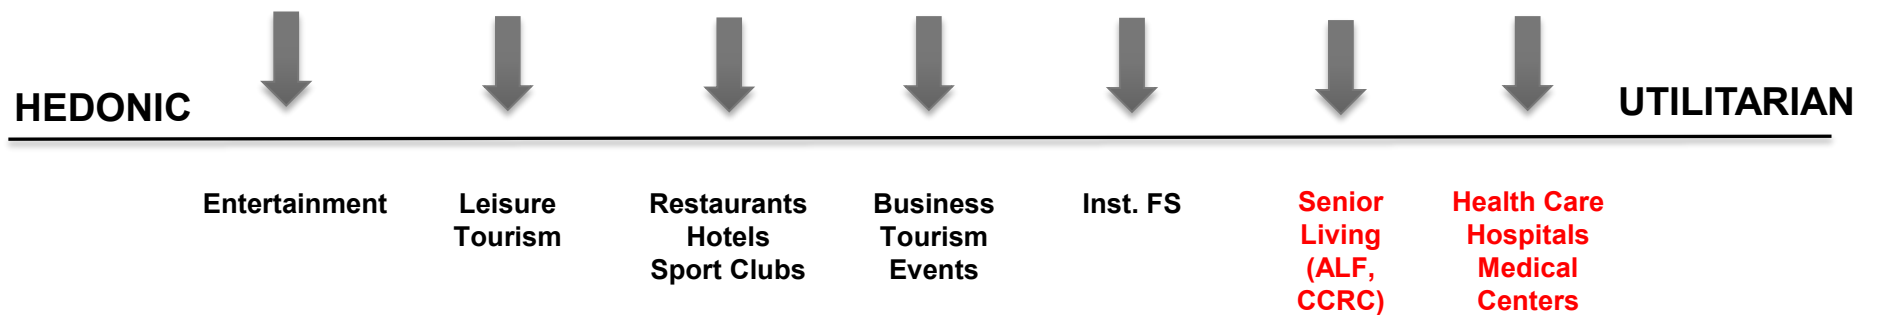 HEDONIC
UTILITARIAN
Entertainment
Leisure
Tourism
Restaurants
Hotels
Sport Clubs
Business
Tourism
Events
Inst. FS
Senior
Living
(ALF,
CCRC)
Health Care
Hospitals
Medical
Centers